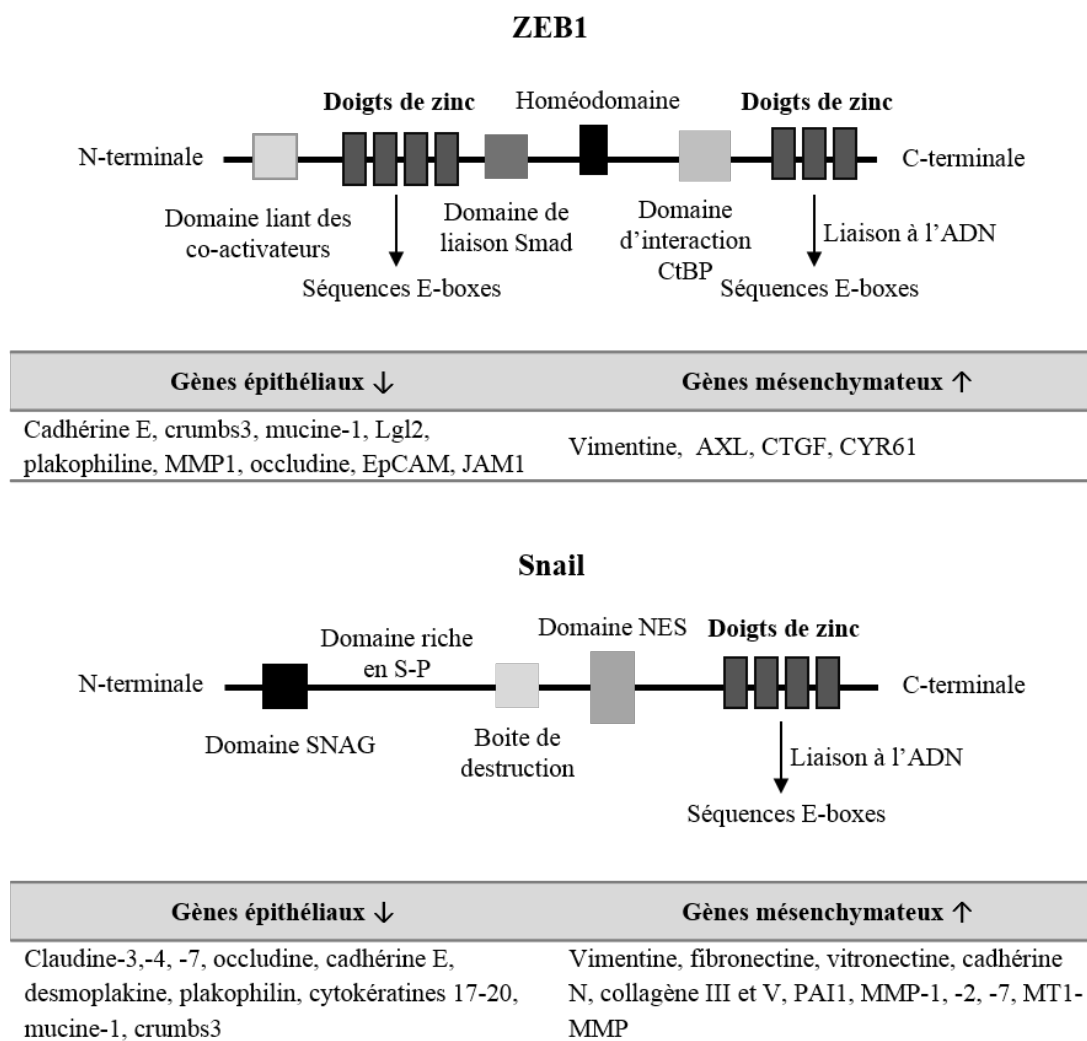 ZEB1
Doigts de zinc
Homéodomaine
Doigts de zinc
N-terminale
C-terminale
Domaine liant des
co-activateurs
Domaine de
liaison Smad
Domaine
d’interaction
CtBP
Liaison à l’ADN
Séquences E-boxes
Séquences E-boxes
Gènes épithéliaux ↓
Gènes mésenchymateux ↑
Cadhérine E, crumbs3, mucine-1, Lgl2,
plakophiline, MMP1, occludine, EpCAM, JAM1
Vimentine, AXL, CTGF, CYR61
Snail
Domaine riche
en S-P
Domaine NES
Doigts de zinc
N-terminale
C-terminale
Domaine SNAG
Boite de
destruction
Liaison à l’ADN
Séquences E-boxes
Gènes épithéliaux ↓
Gènes mésenchymateux ↑
Claudine-3,-4, -7, occludine, cadhérine E,
desmoplakine, plakophilin, cytokératines 17-20,
mucine-1, crumbs3
Vimentine, fibronectine, vitronectine, cadhérine
N, collagène III et V, PAI1, MMP-1, -2, -7, MT1-
MMP